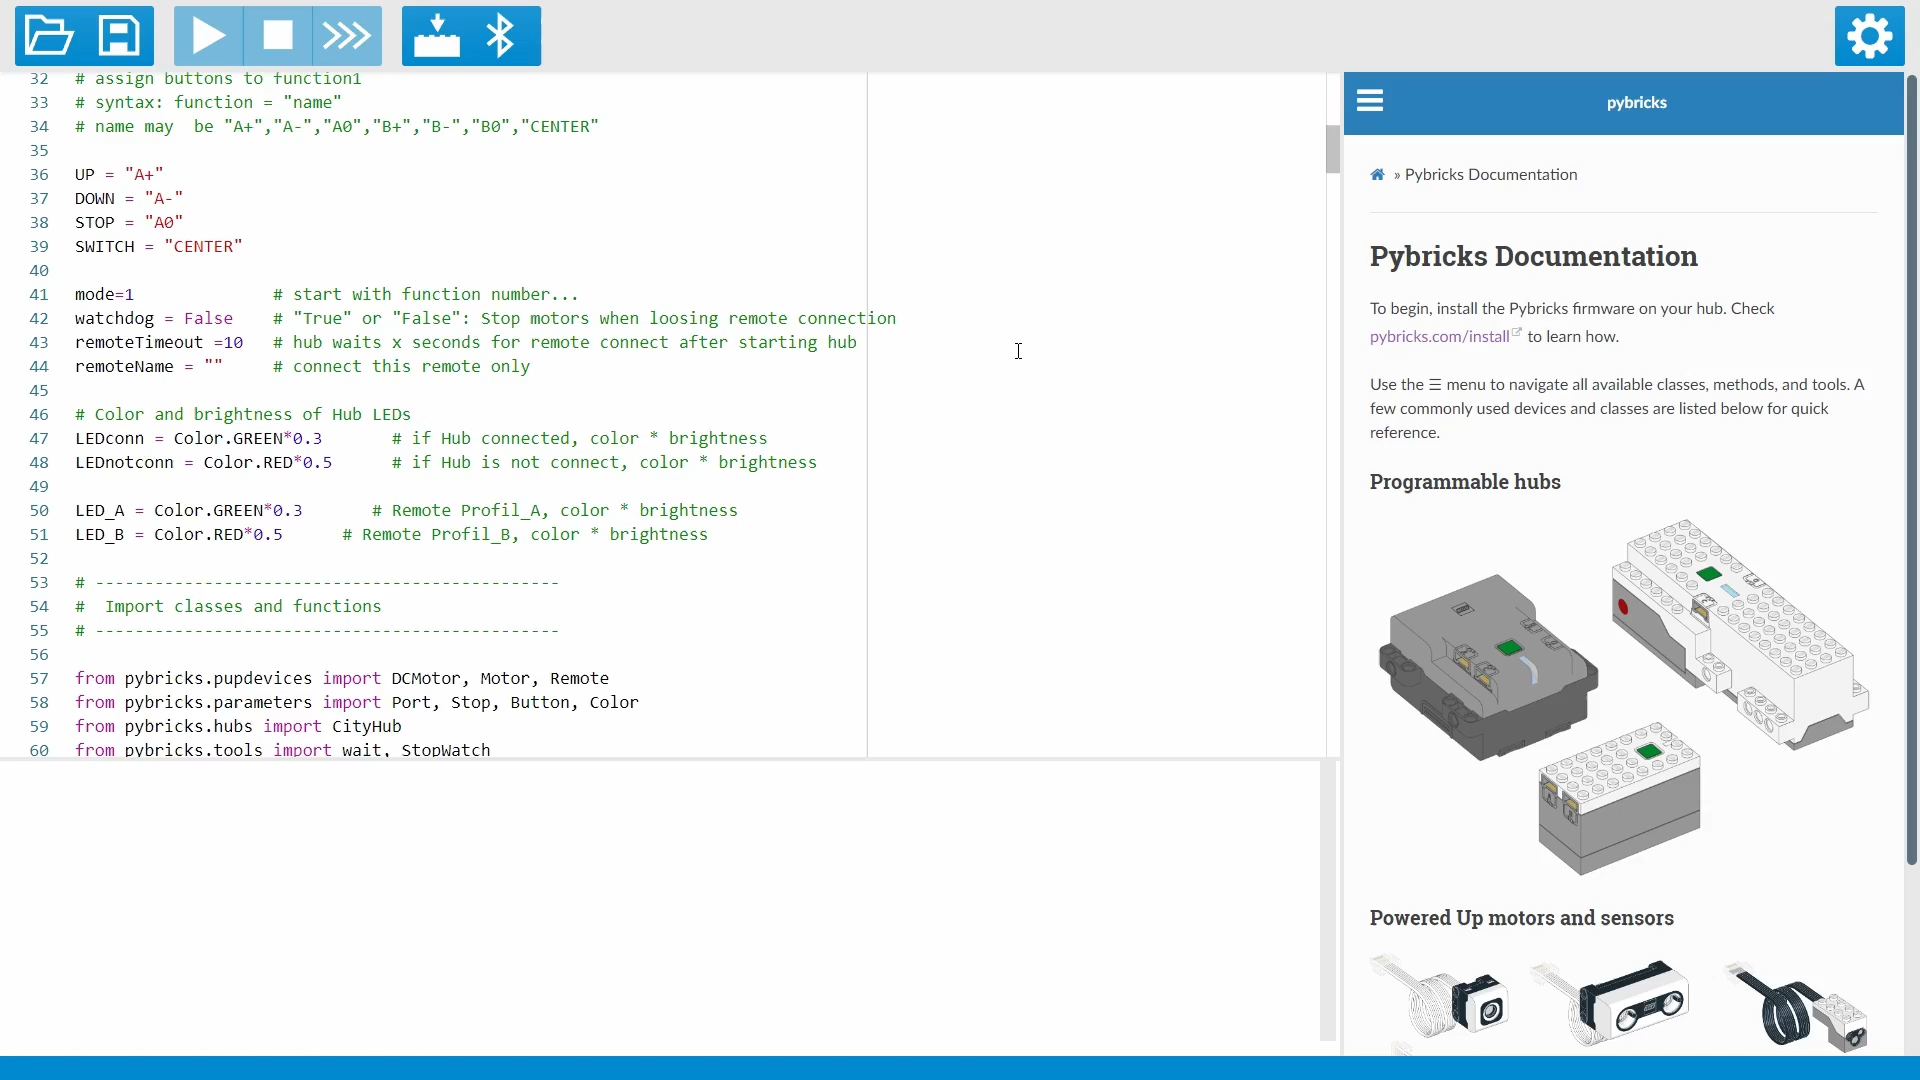 32 # assign buttons to function1
33 # syntax: function = "name"
34 # name may  be "A+","A-","A0","B+","B-","B0","CENTER"
35
36 UP = "A+"
37 DOWN = "A-"
38 STOP = "A0"
39 SWITCH = "CENTER"
40
41 mode=1              # start with function number...
42 watchdog = False    # "True" or "False": Stop motors when loosing remote connection
43 remoteTimeout =10   # hub waits x seconds for remote connect after starting hub
44 remoteName = ""     # connect this remote only
45
46 # Color and brightness of Hub LEDs
47 LEDconn = Color.GREEN*0.3       # if Hub connected, color * brightness
48 LEDnotconn = Color.RED*0.5      # if Hub is not connect, color * brightness
49
50 LED_A = Color.GREEN*0.3       # Remote Profil_A, color * brightness
51 LED_B = Color.RED*0.5      # Remote Profil_B, color * brightness
52
53 # -----------------------------------------------
54 #  Import classes and functions
55 # -----------------------------------------------
56
57 from pybricks.pupdevices import DCMotor, Motor, Remote
58 from pybricks.parameters import Port, Stop, Button, Color
59 from pybricks.hubs import CityHub
60 from pybricks.tools import wait, StopWatch
pybricks
» Pybricks Documentation
Pybricks Documentation
To begin, install the Pybricks firmware on your hub. Check
pybricks.com/install to learn how.
Use the ☰ menu to navigate all available classes, methods, and tools. A
few commonly used devices and classes are listed below for quick
reference.
Programmable hubs
A
B
Powered Up motors and sensors